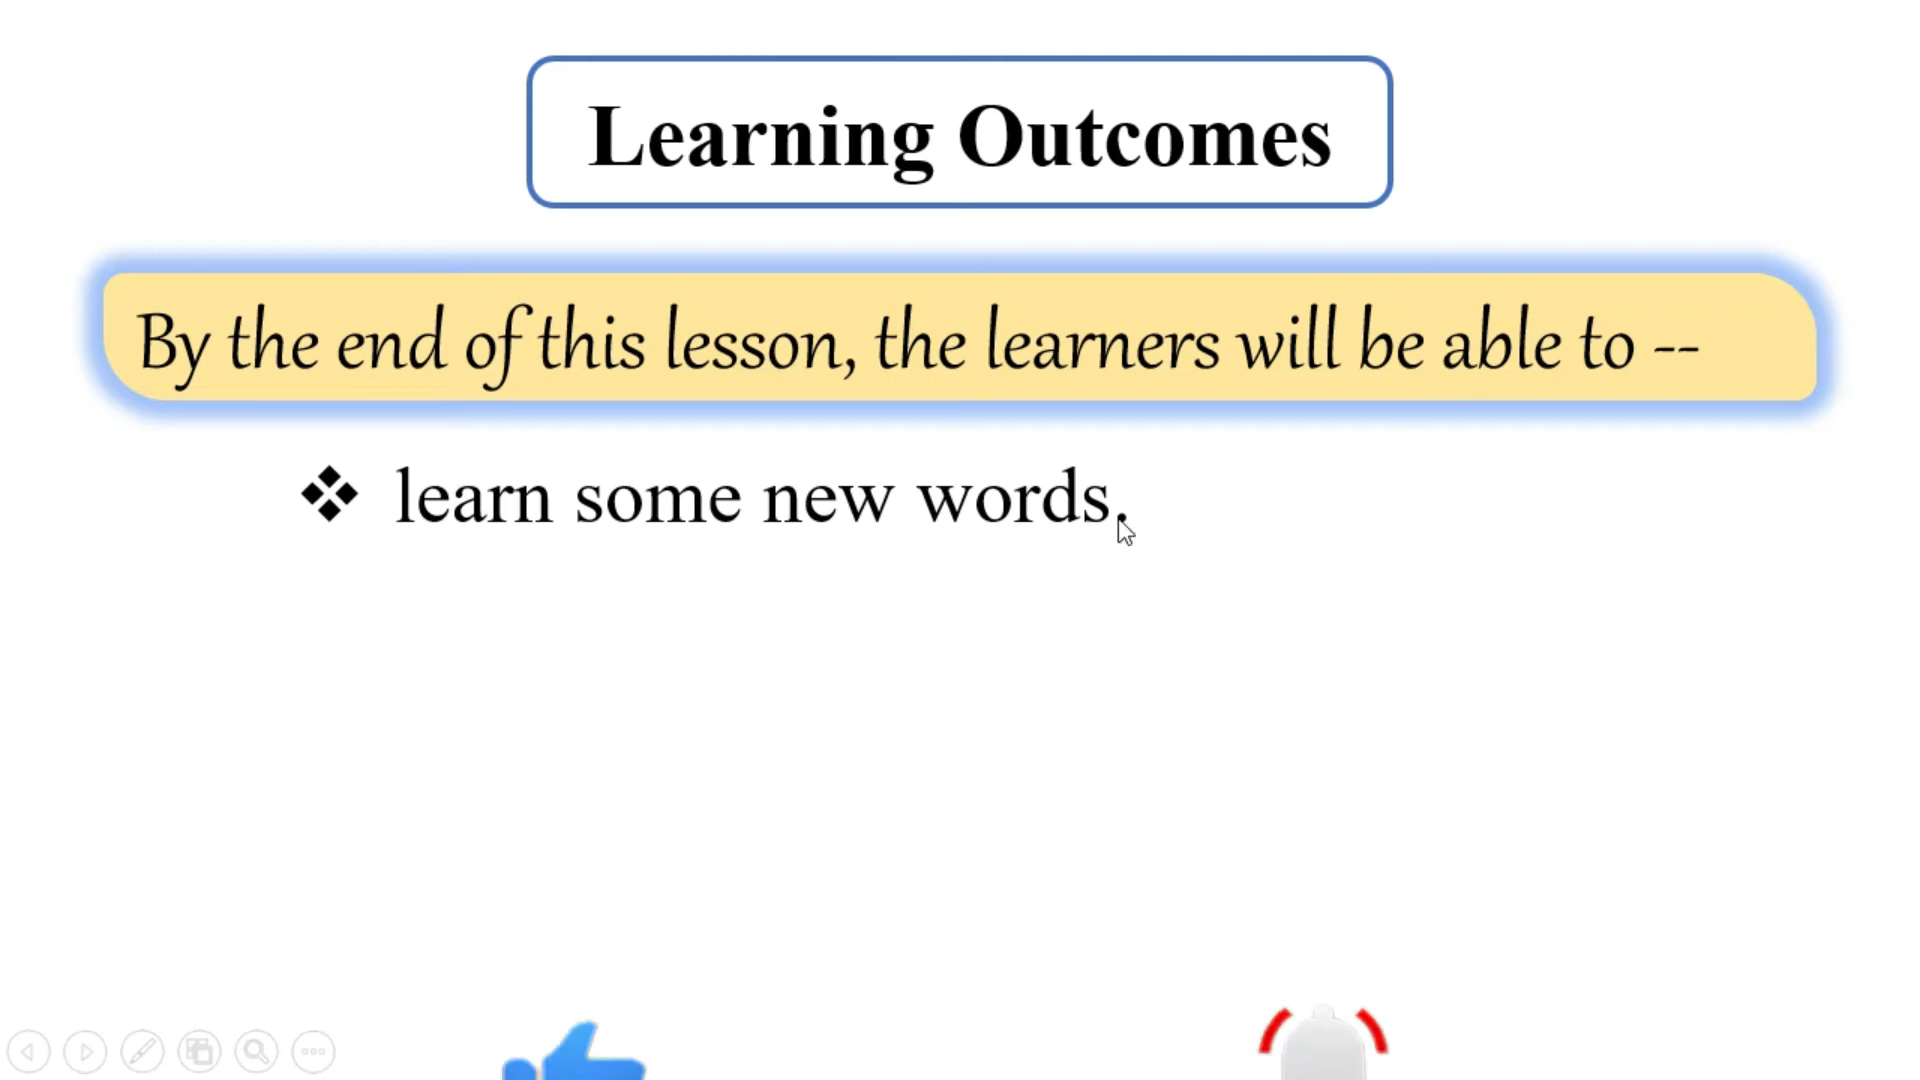 Learning Outcomes
By the end of this lesson, the learners will be able to --
❖ learn some new words.